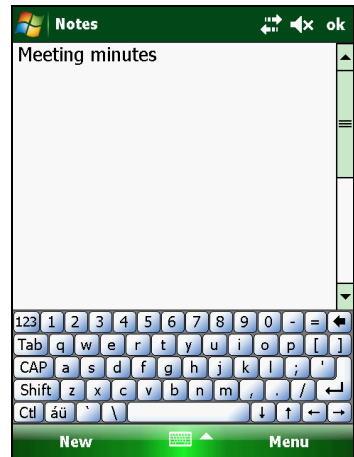 Notes ok
Meeting minutes
123 1 2 3 4 5 6 7 8 9 0 - =
Tab q w e r t y u i o p [ ]
CAP a s d f g h j k l ; '
Shift z x c v b n m , . /
Ctl áü ` \
New Menu